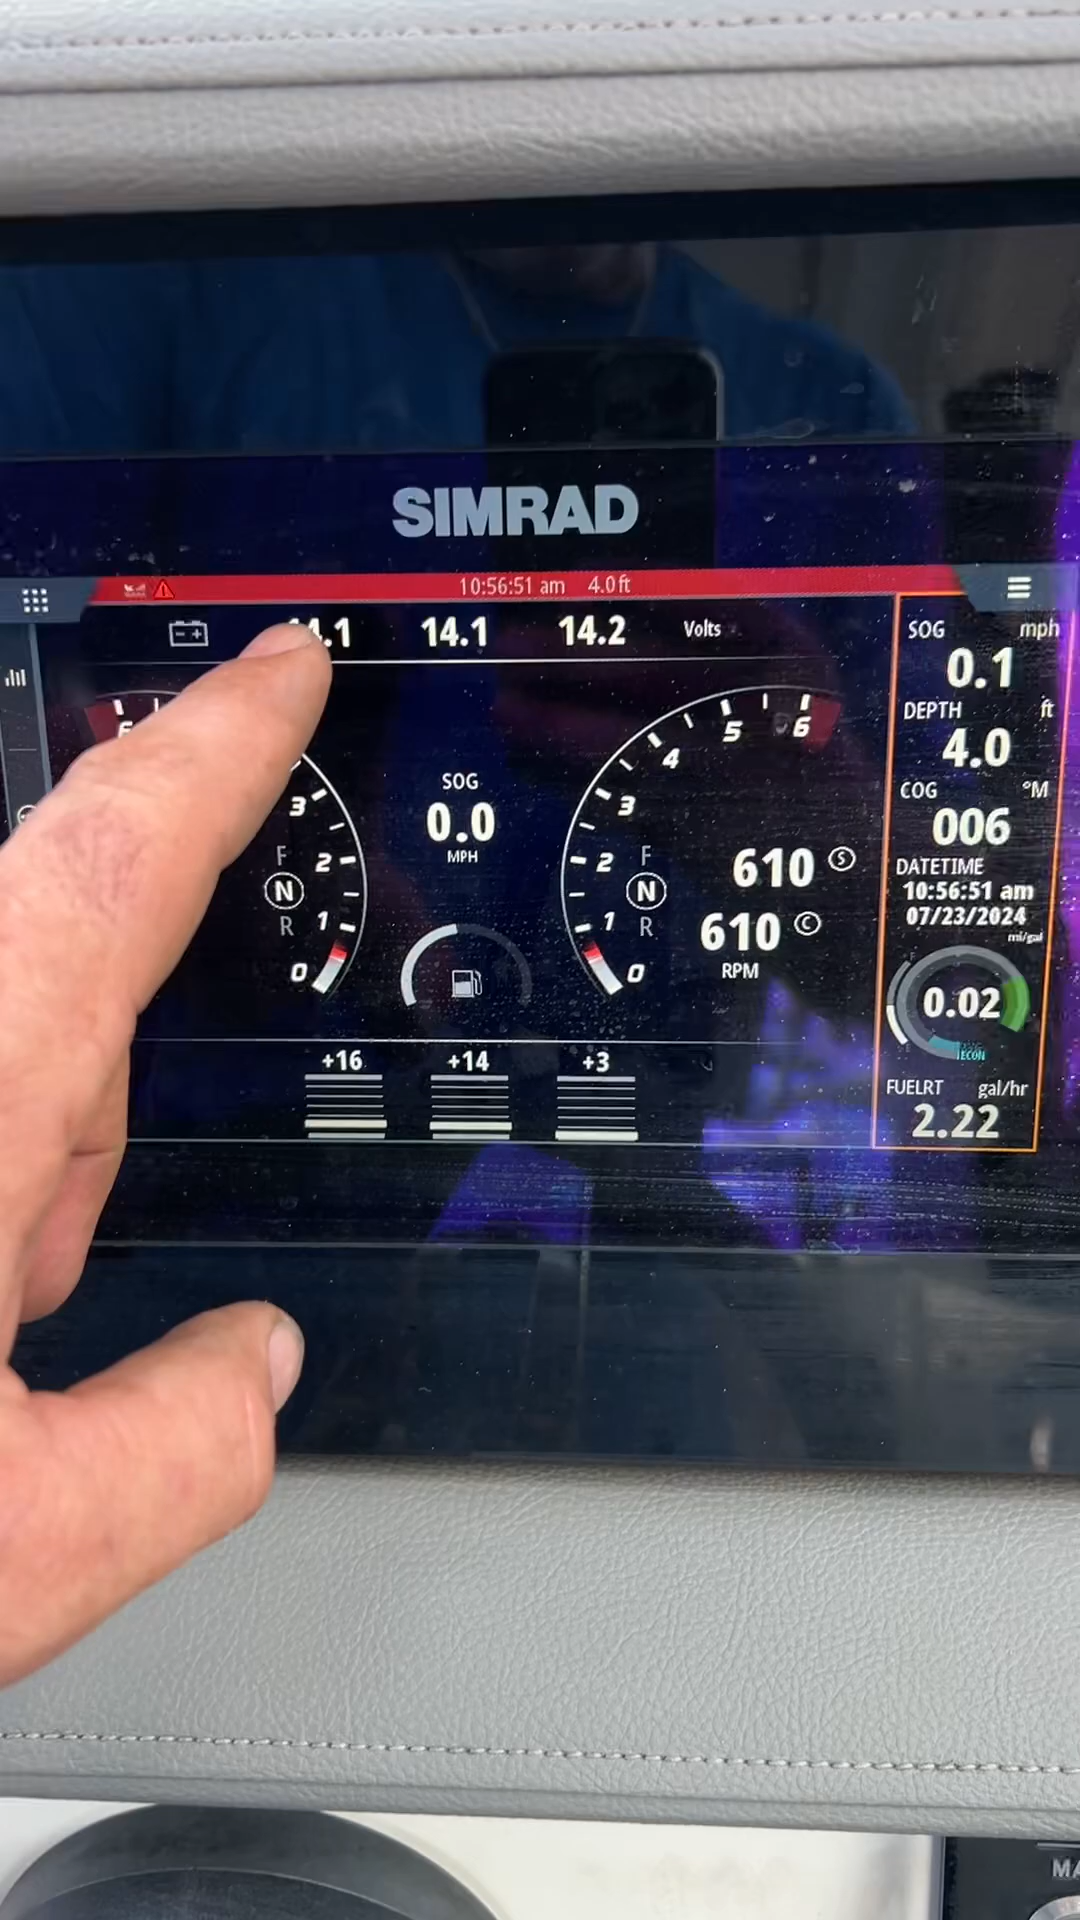 SIMRAD
10:56:51 am 4.0 ft
14.1 14.1 14.2 Volts
SOG mph
0.1
DEPTH ft
4.0
COG °M
006
DATETIME
10:56:51 am
07/23/2024
mi/gal
0.02
ECON
FUELRT gal/hr
2.22
6
3
2
1
0
F
N
R
SOG
0.0
MPH
6
5
4
3
2
1
0
F
N
R
610 S
610 C
RPM
+16 +14 +3